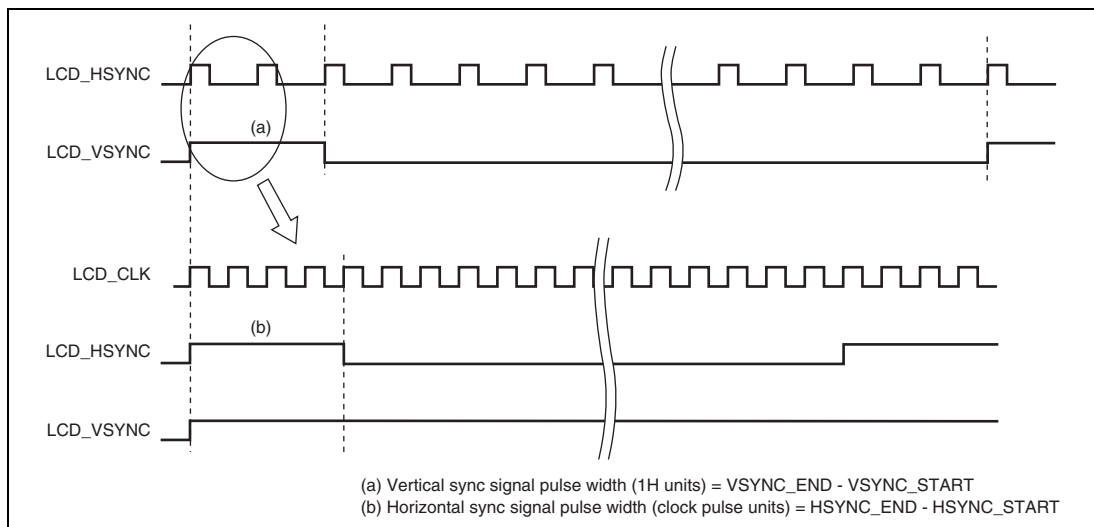 LCD_HSYNC
(a)
LCD_VSYNC
LCD_CLK
(b)
LCD_HSYNC
LCD_VSYNC
(a) Vertical sync signal pulse width (1H units) = VSYNC_END - VSYNC_START
(b) Horizontal sync signal pulse width (clock pulse units) = HSYNC_END - HSYNC_START